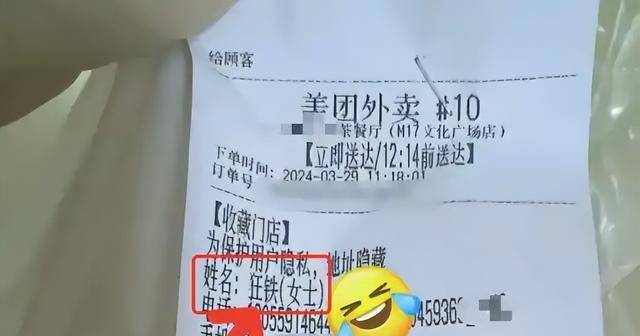 给顾客
美团外卖 #10
茶餐厅（M17文化广场店）
【立即送达/12:14前送达】
下单时间：2024-03-29 11:18:01
订单号
【收藏门店】
为保护用户隐私，地址隐藏
姓名：狂铁(女士)
电话